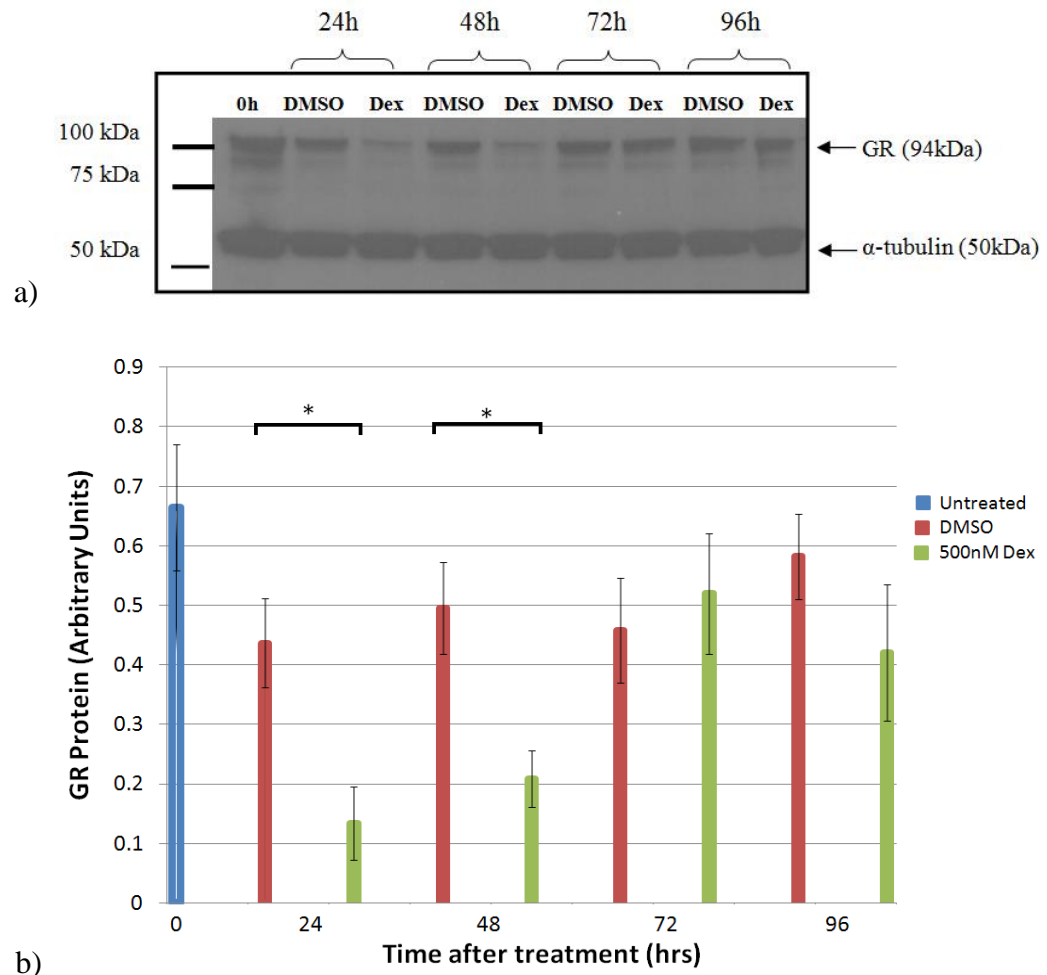 24h 48h 72h 96h
0h DMSO Dex DMSO Dex DMSO Dex DMSO Dex
100 kDa
GR (94kDa)
75 kDa
50 kDa
α-tubulin (50kDa)
a)
0.9
0.8
0.7
0.6
0.5
0.4
0.3
0.2
0.1
0
GR Protein (Arbitrary Units)
* *
Untreated
DMSO
500nM Dex
0 24 48 72 96
Time after treatment (hrs)
b)